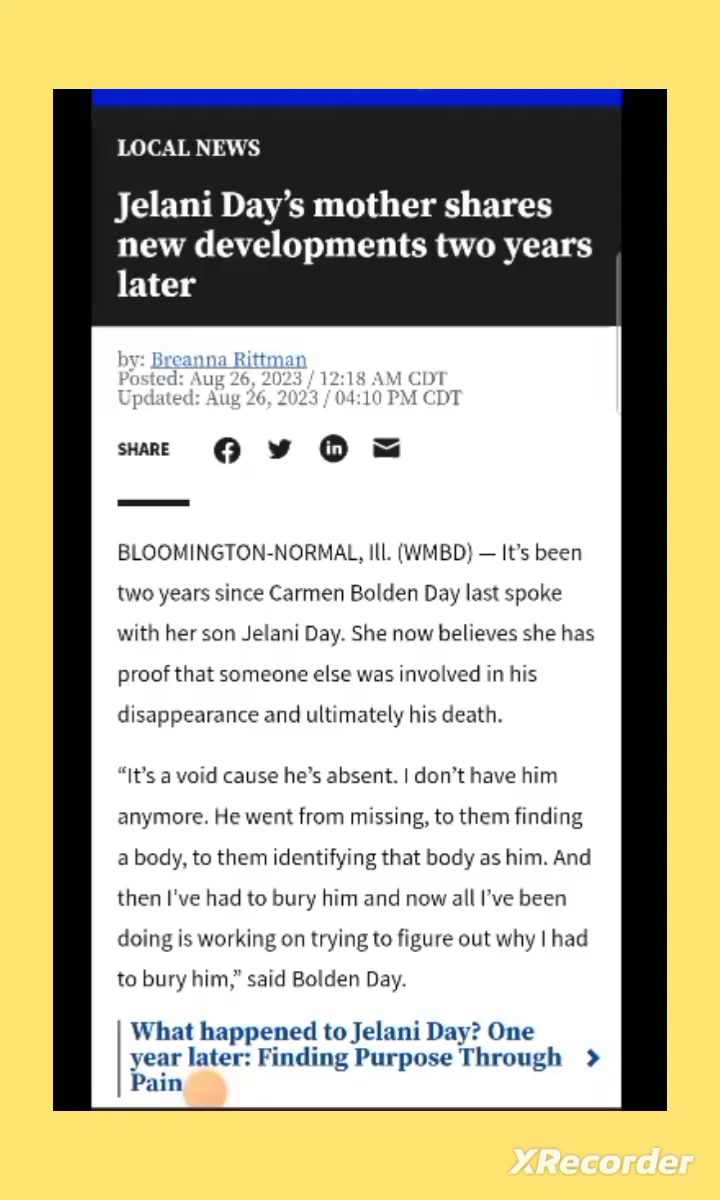 LOCAL NEWS
Jelani Day’s mother shares
new developments two years
later
by: Breanna Rittman
Posted: Aug 26, 2023 / 12:18 AM CDT
Updated: Aug 26, 2023 / 04:10 PM CDT
SHARE
BLOOMINGTON-NORMAL, Ill. (WMBD) — It’s been
two years since Carmen Bolden Day last spoke
with her son Jelani Day. She now believes she has
proof that someone else was involved in his
disappearance and ultimately his death.
“It’s a void cause he’s absent. I don’t have him
anymore. He went from missing, to them finding
a body, to them identifying that body as him. And
then I’ve had to bury him and now all I’ve been
doing is working on trying to figure out why I had
to bury him,” said Bolden Day.
What happened to Jelani Day? One
year later: Finding Purpose Through
Pain
XRecorder